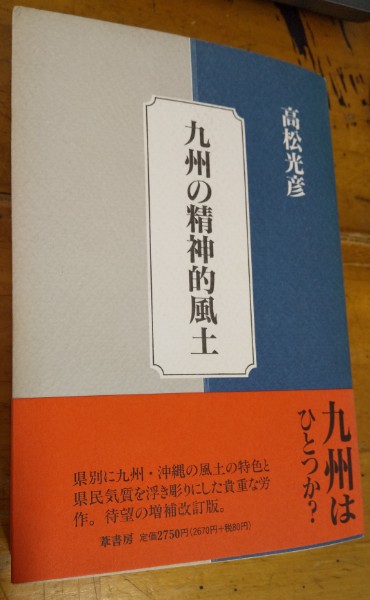 高松光彦
九州の精神的風土
九州は
ひとつか?
県別に九州・沖縄の風土の特色と
県民気質を浮き彫りにした貴重な労
作。待望の増補改訂版。
葦書房 定価2750円(2670円+税80円)